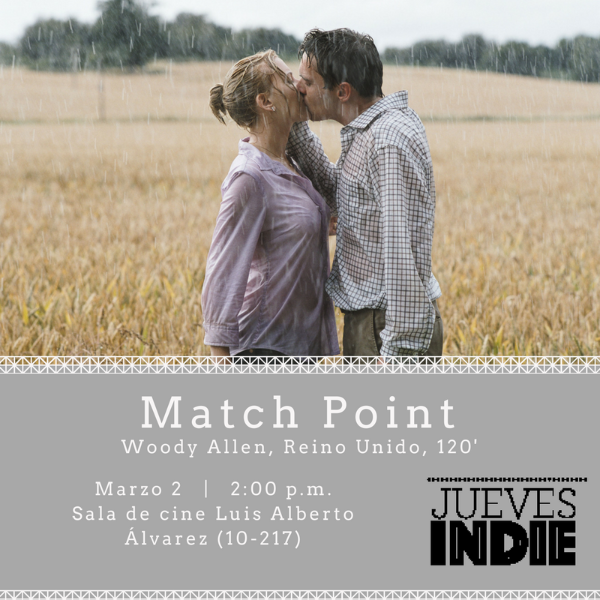 Match Point
Woody Allen, Reino Unido, 120'
Marzo 2 | 2:00 p.m.
Sala de cine Luis Alberto
Álvarez (10-217)
JUEVES
INDIE